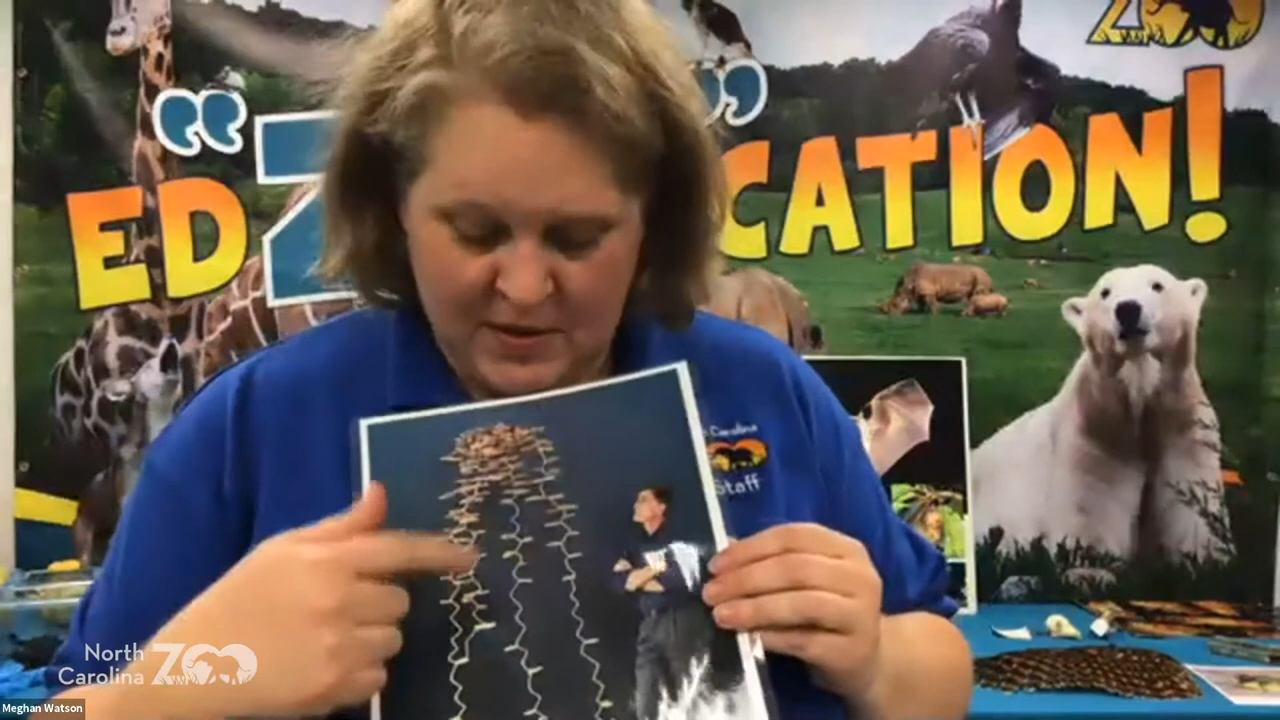 ZOO
ED"Z "CATION!
Carolina
Staff
North
Carolina ZOO
Meghan Watson